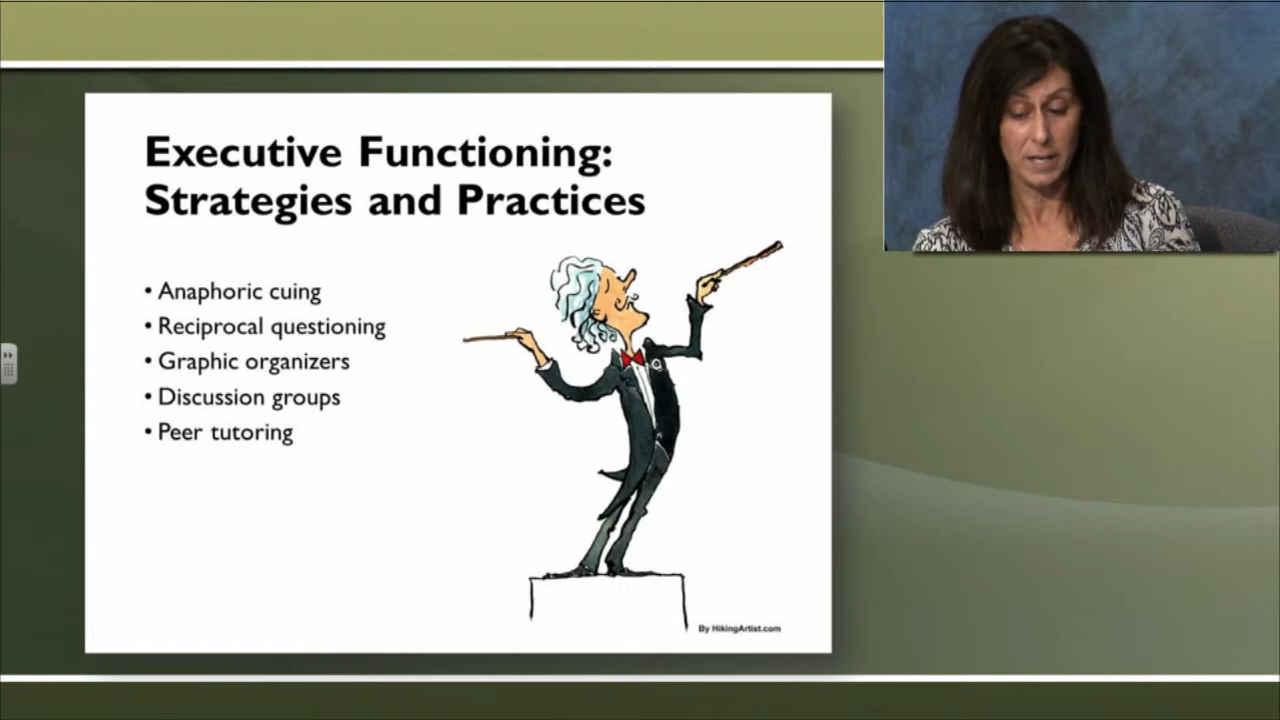 Executive Functioning:
Strategies and Practices
• Anaphoric cuing
• Reciprocal questioning
• Graphic organizers
• Discussion groups
• Peer tutoring
By HikingArtist.com